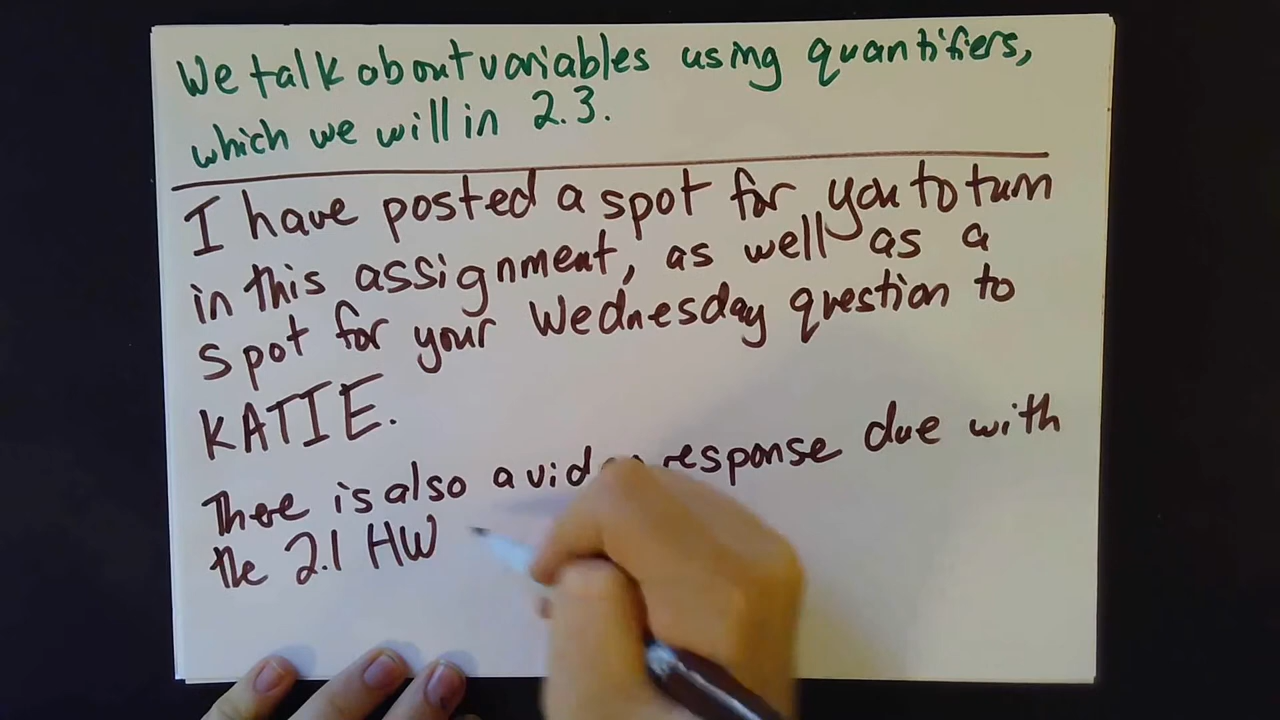 We talk about variables using quantifiers,
which we will in 2.3.
I have posted a spot for you to turn
in this assignment, as well as a
spot for your Wednesday question to
KATIE.
There is also a response due with
the 2.1 HW